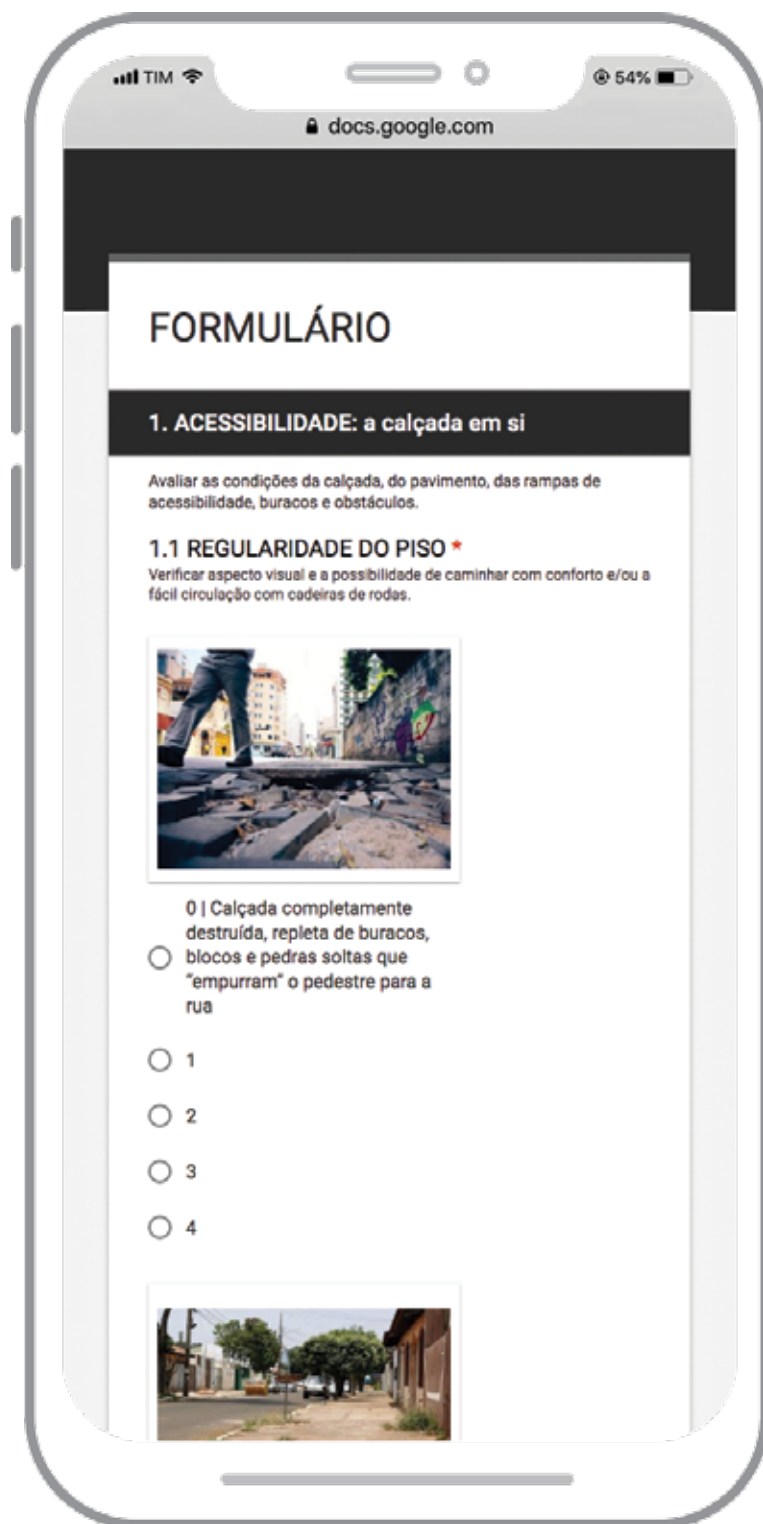 TIM
54%
docs.google.com
FORMULÁRIO
1. ACESSIBILIDADE: a calçada em si
Avaliar as condições da calçada, do pavimento, das rampas de
acessibilidade, buracos e obstáculos.
1.1 REGULARIDADE DO PISO *
Verificar aspecto visual e a possibilidade de caminhar com conforto e/ou a
fácil circulação com cadeiras de rodas.
0 | Calçada completamente
destruída, repleta de buracos,
blocos e pedras soltas que
“empurram” o pedestre para a
rua
1
2
3
4